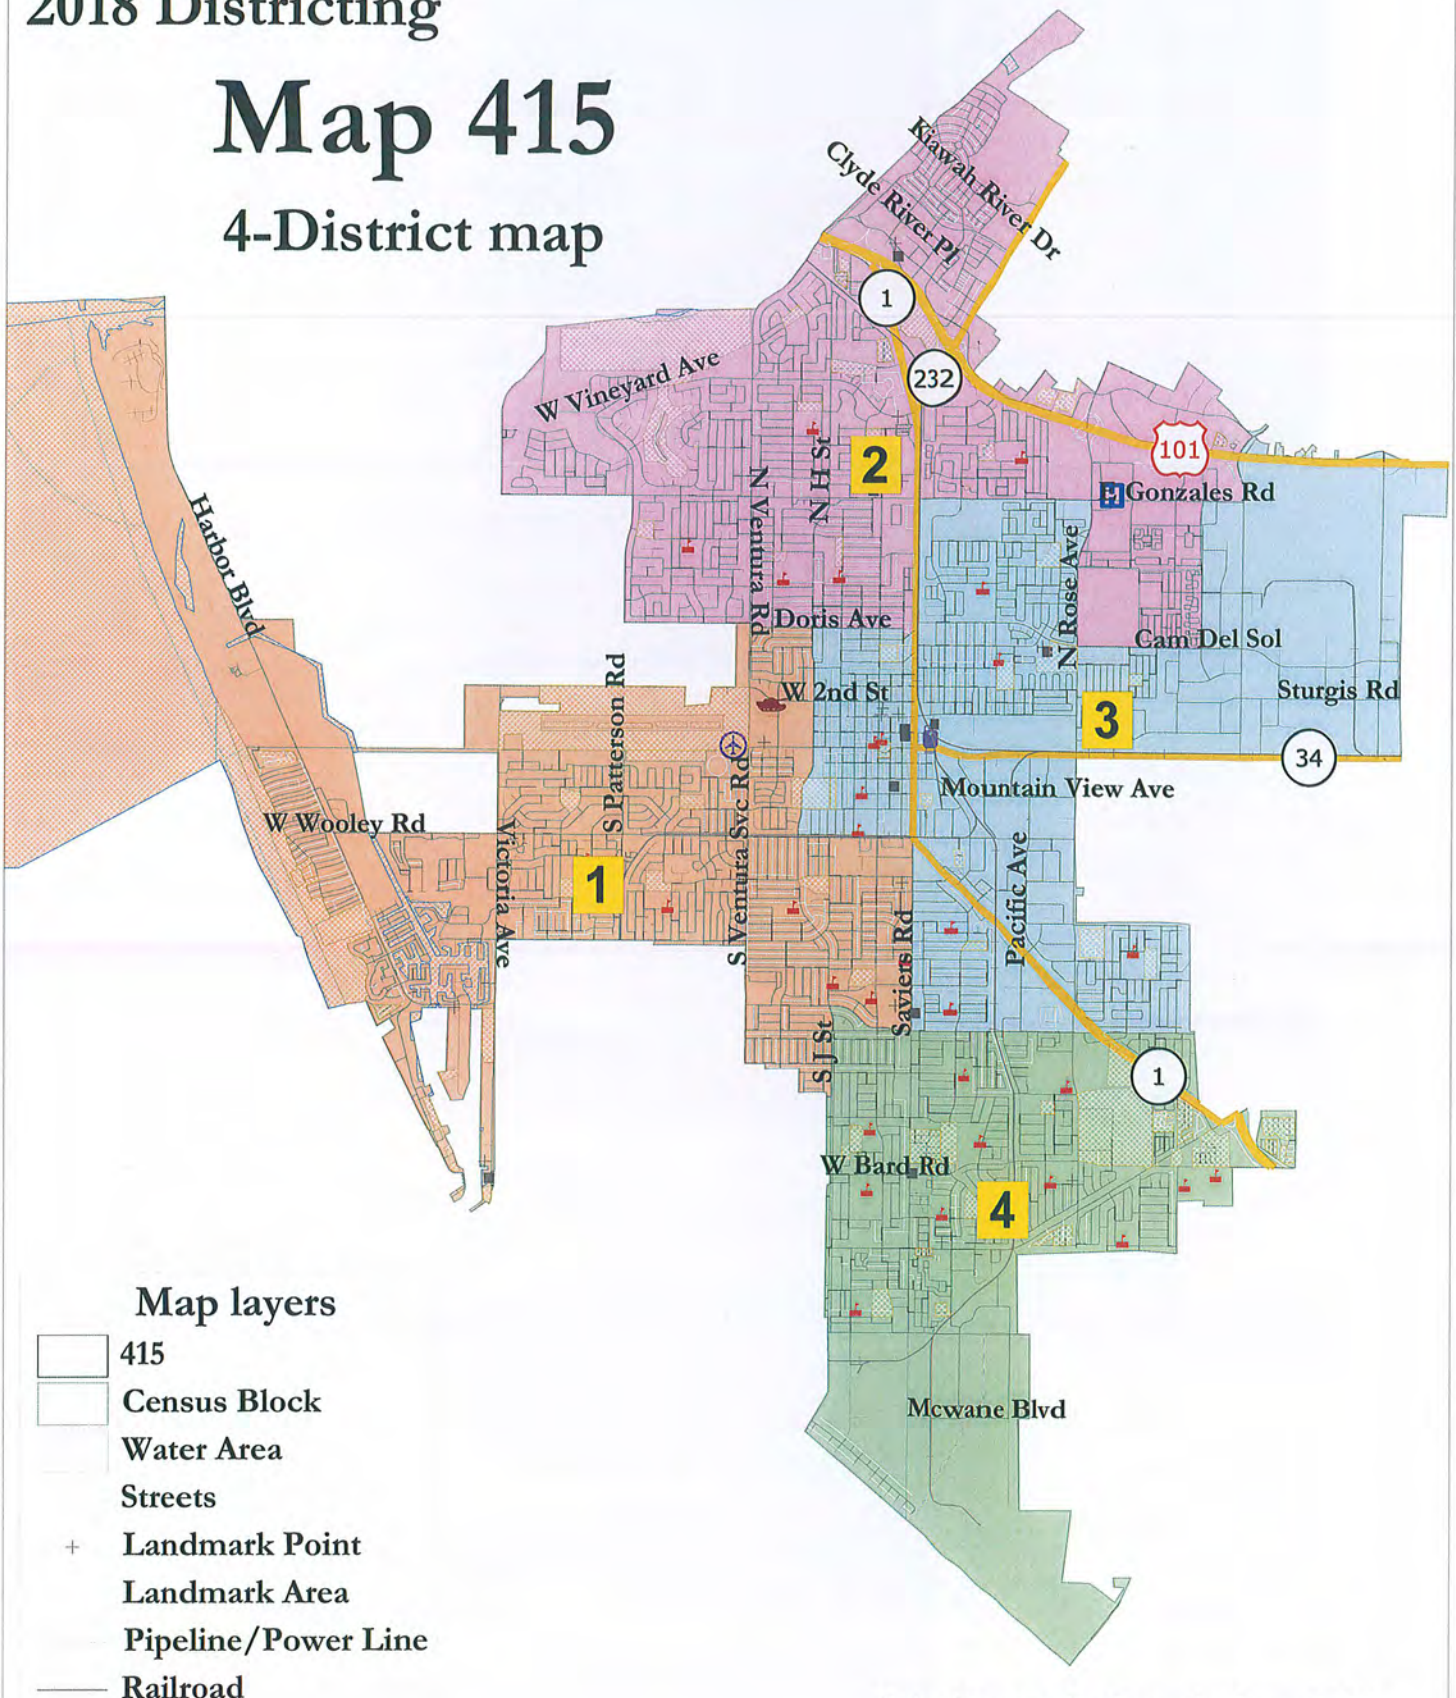 2018 Districting
Map 415
4-District map
Kiawah River Dr
Clyde River Pl
1
232
W Vineyard Ave
101
2
N H St
N Ventura Rd
H
Gonzales Rd
Harbor Blvd
N Rose Ave
Doris Ave
Cam Del Sol
S Patterson Rd
W 2nd St
Sturgis Rd
3
34
Mountain View Ave
S Ventura Svc Rd
W Wooley Rd
Victoria Ave
1
Pacific Ave
Saviers Rd
S J St
1
W Bard Rd
4
Mcwane Blvd
Map layers
415
Census Block
Water Area
Streets
Landmark Point
Landmark Area
Pipeline/Power Line
Railroad